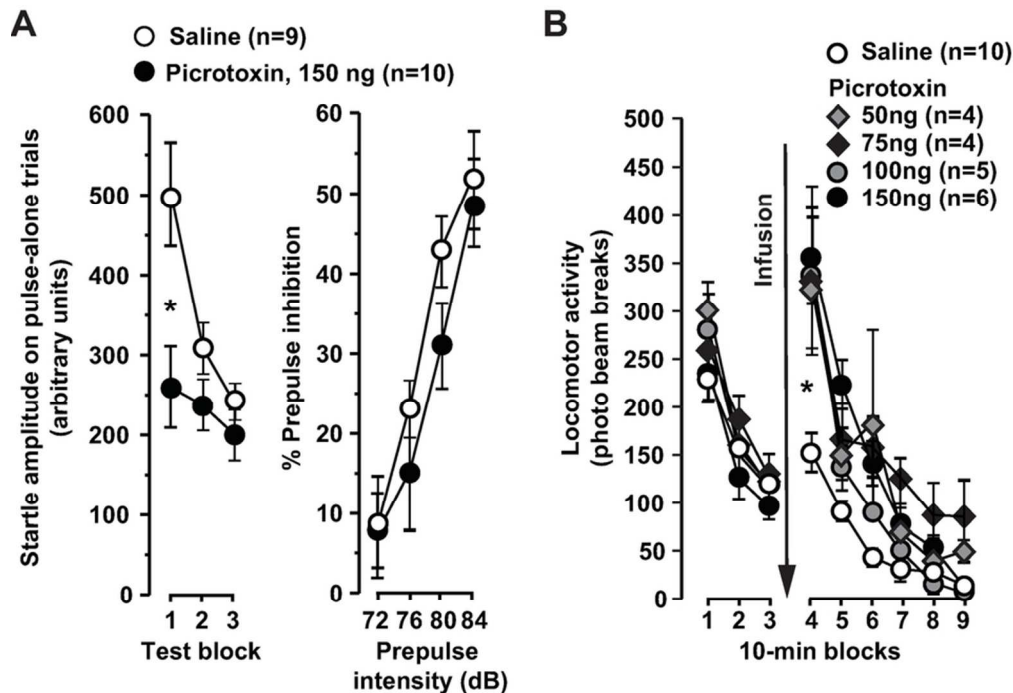 A
Saline (n=9)
Picrotoxin, 150 ng (n=10)
Startle amplitude on pulse-alone trials
(arbitrary units)
600
500
400
300
200
100
0
*
1 2 3
Test block
% Prepulse inhibition
60
50
40
30
20
10
0
72 76 80 84
Prepulse
intensity (dB)
B
Saline (n=10)
Picrotoxin
50ng (n=4)
75ng (n=4)
100ng (n=5)
150ng (n=6)
Locomotor activity
(photo beam breaks)
500
450
400
350
300
250
200
150
100
50
0
Infusion
*
1 2 3 4 5 6 7 8 9
10-min blocks